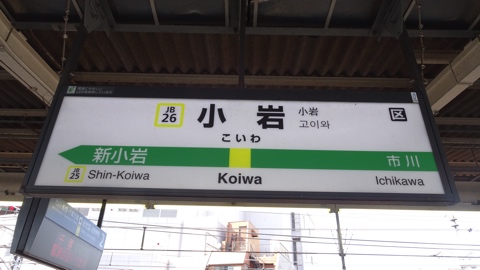 JB
26
小岩
小岩
고이와
区
こいわ
新小岩
市川
JB
25
Shin-Koiwa
Koiwa
Ichikawa